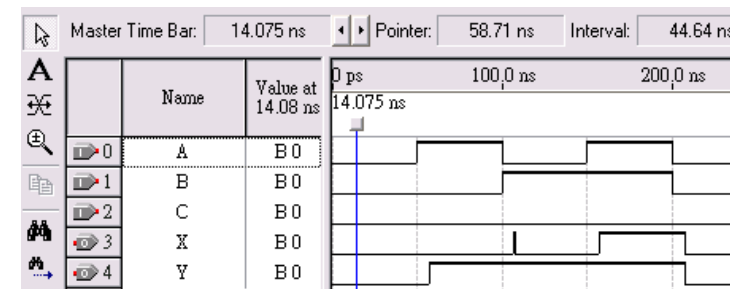 Master Time Bar: 14.075 ns Pointer: 58.71 ns Interval: 44.64 ns
A
Name Value at 14.08 ns 0 ps 100.0 ns 200.0 ns
14.075 ns
0 A B 0
1 B B 0
2 C B 0
3 X B 0
4 Y B 0